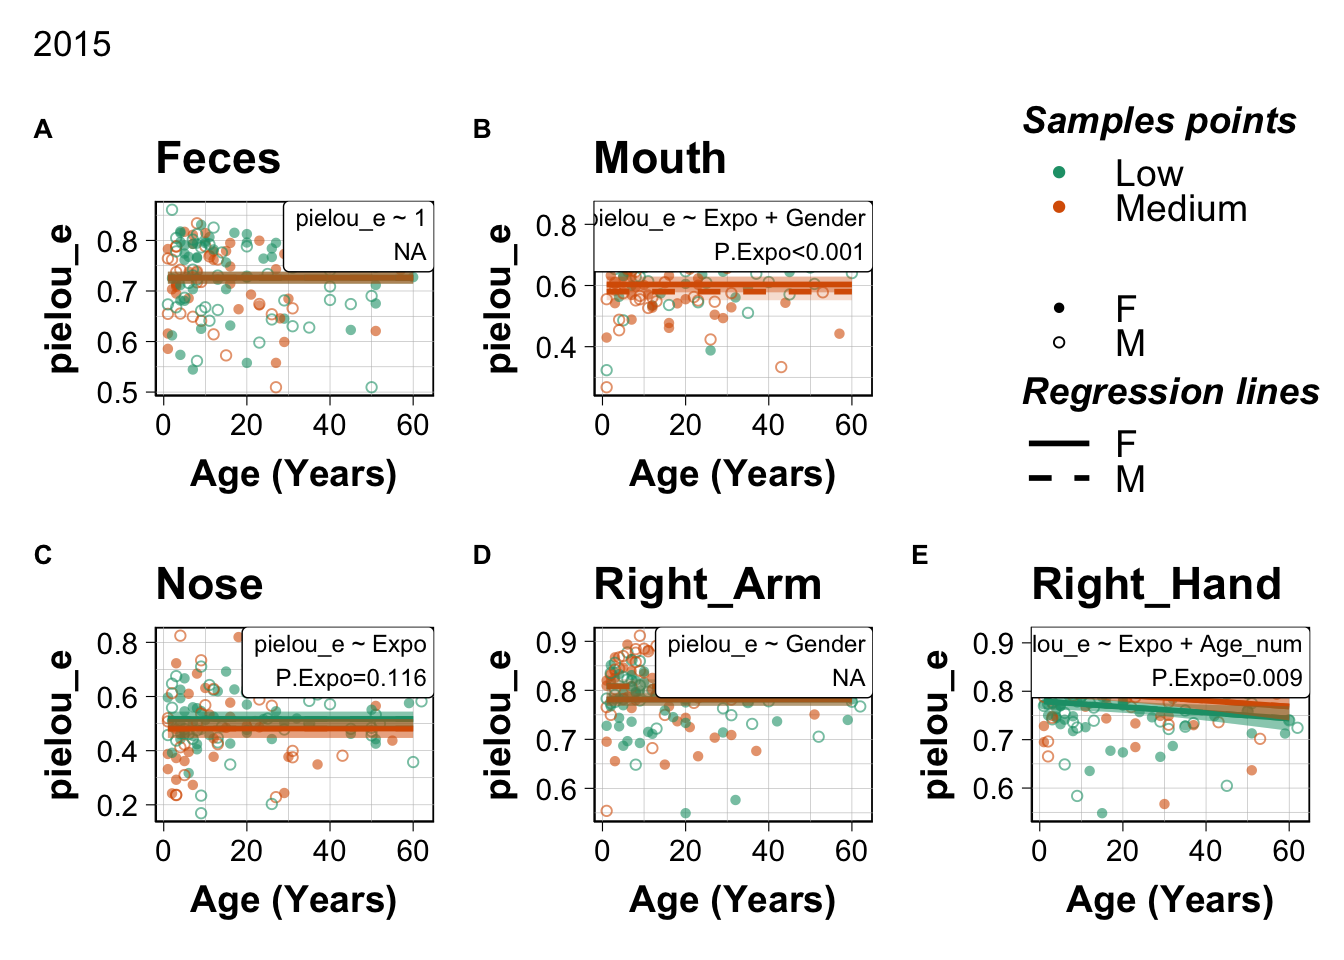 2015
A
Feces
pielou_e
0.8
0.7
0.6
0.5
pielou_e ~ 1
NA
0 20 40 60
Age (Years)
B
Mouth
pielou_e
0.8
0.6
0.4
pielou_e ~ Expo + Gender
P.Expo<0.001
0 20 40 60
Age (Years)
Samples points
Low
Medium
F
M
Regression lines
F
M
C
Nose
pielou_e
0.8
0.6
0.4
0.2
pielou_e ~ Expo
P.Expo=0.116
0 20 40 60
Age (Years)
D
Right_Arm
pielou_e
0.9
0.8
0.7
0.6
pielou_e ~ Gender
NA
0 20 40 60
Age (Years)
E
Right_Hand
pielou_e
0.9
0.8
0.7
0.6
lou_e ~ Expo + Age_num
P.Expo=0.009
0 20 40 60
Age (Years)